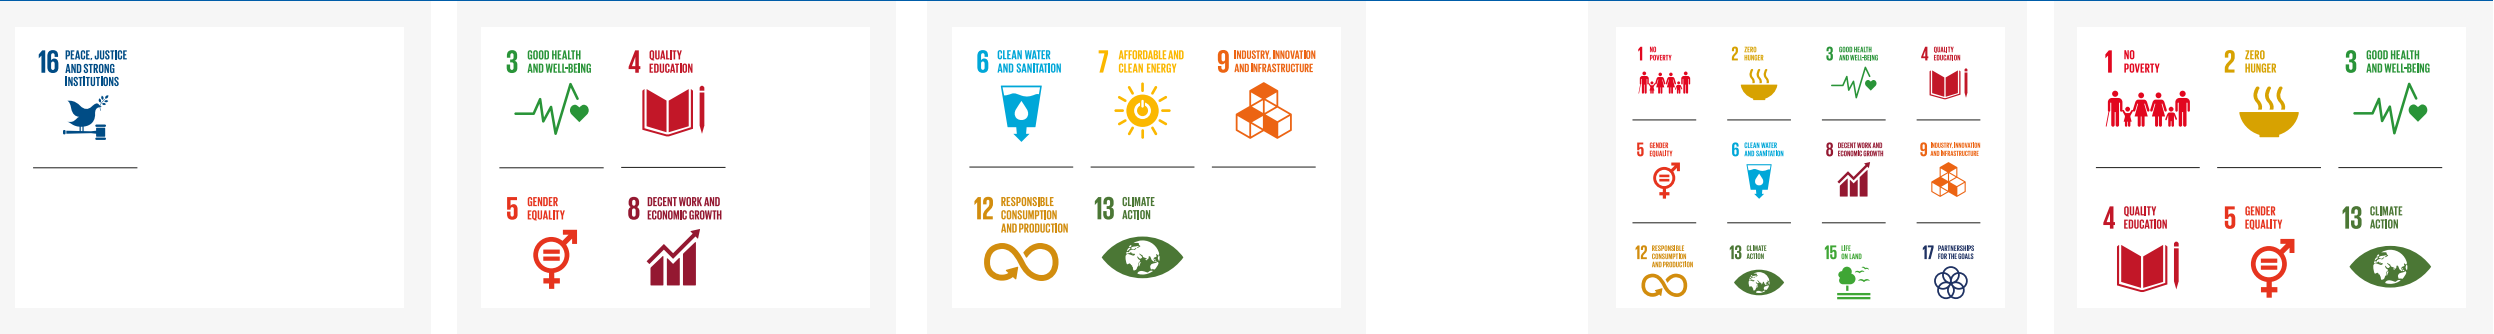 16 PEACE, JUSTICE
AND STRONG
INSTITUTIONS
3 GOOD HEALTH
AND WELL-BEING
4 QUALITY
EDUCATION
5 GENDER
EQUALITY
8 DECENT WORK AND
ECONOMIC GROWTH
6 CLEAN WATER
AND SANITATION
7 AFFORDABLE AND
CLEAN ENERGY
9 INDUSTRY, INNOVATION
AND INFRASTRUCTURE
12 RESPONSIBLE
CONSUMPTION
AND PRODUCTION
13 CLIMATE
ACTION
1 NO
POVERTY
2 ZERO
HUNGER
3 GOOD HEALTH
AND WELL-BEING
4 QUALITY
EDUCATION
5 GENDER
EQUALITY
6 CLEAN WATER
AND SANITATION
8 DECENT WORK AND
ECONOMIC GROWTH
9 INDUSTRY, INNOVATION
AND INFRASTRUCTURE
12 RESPONSIBLE
CONSUMPTION
AND PRODUCTION
13 CLIMATE
ACTION
15 LIFE
ON LAND
17 PARTNERSHIPS
FOR THE GOALS
1 NO
POVERTY
2 ZERO
HUNGER
3 GOOD HEALTH
AND WELL-BEING
4 QUALITY
EDUCATION
5 GENDER
EQUALITY
13 CLIMATE
ACTION